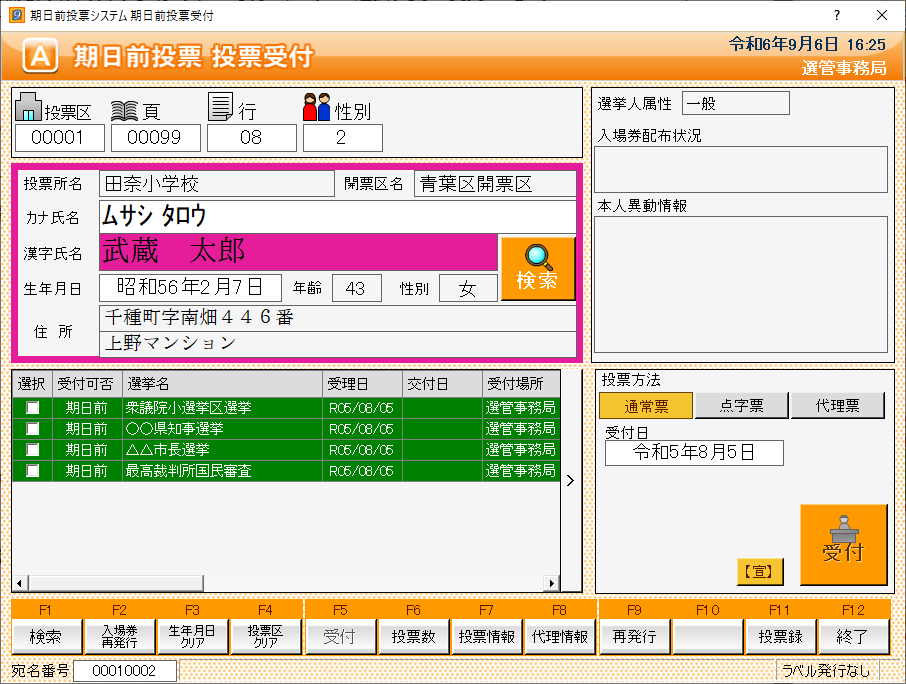 期日前投票システム 期日前投票受付
? ×
A 期日前投票 投票受付
令和6年9月6日 16:25
選管事務局
投票区 頁 行 性別
00001 00099 08 2
投票所名 田奈小学校 開票区名 青葉区開票区
カナ氏名 ムサシ タロウ
漢字氏名 武蔵 太郎
検索
生年月日 昭和56年2月7日 年齢 43 性別 女
住 所 千種町字南畑４４６番
上野マンション
選挙人属性 一般
入場券配布状況
本人異動情報
選択 受付可否 選挙名 受理日 交付日 受付場所
期日前 衆議院小選挙区選挙 R05/08/05 選管事務局
期日前 〇〇県知事選挙 R05/08/05 選管事務局
期日前 △△市長選挙 R05/08/05 選管事務局
期日前 最高裁判所国民審査 R05/08/05 選管事務局
投票方法
通常票 点字票 代理票
受付日
令和5年8月5日
【宣】
受付
F1 F2 F3 F4 F5 F6 F7 F8 F9 F10 F11 F12
検索 入場券再発行 生年月日クリア 投票区クリア 受付 投票数 投票情報 代理情報 再発行 投票録 終了
宛名番号 00010002
ラベル発行なし